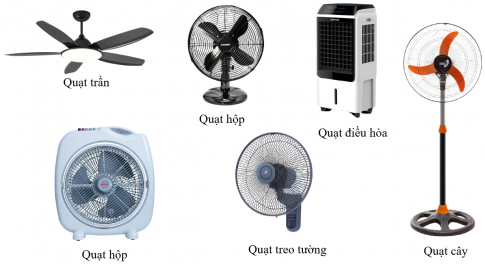 Quạt trần
Quạt hộp
Quạt điều hòa
Quạt hộp
Quạt treo tường
Quạt cây